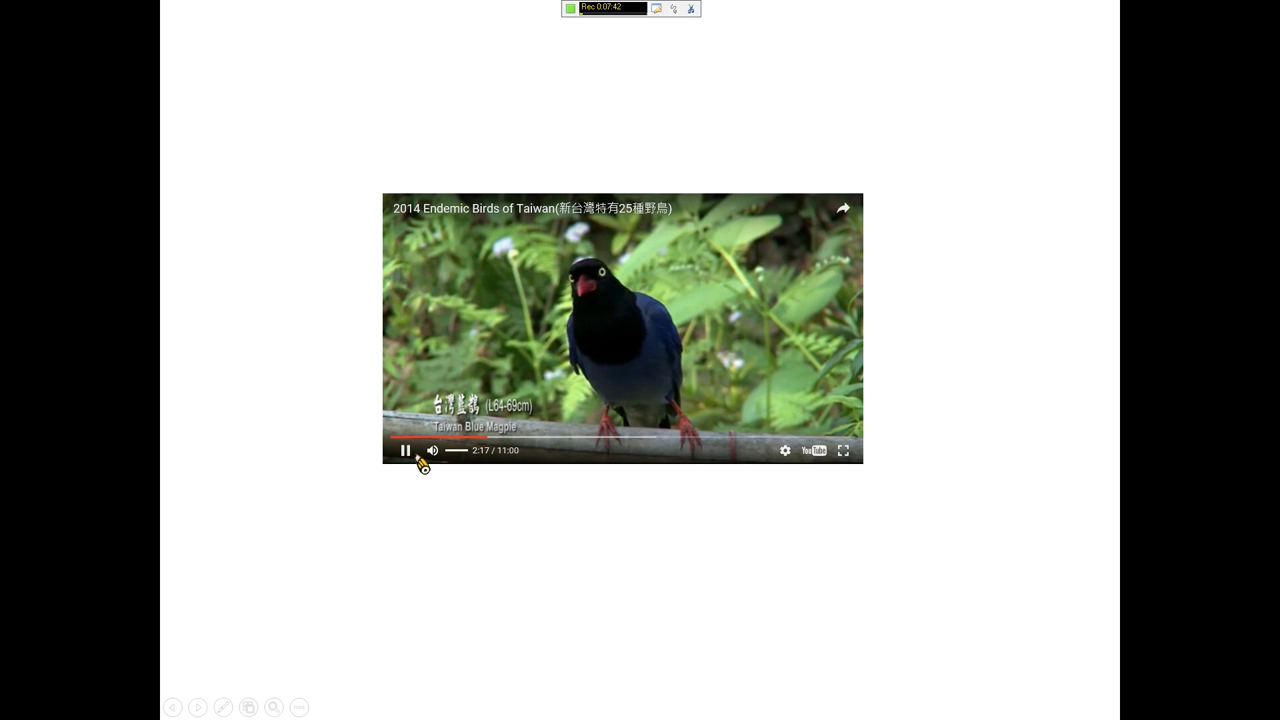 Rec 0:07:42
2014 Endemic Birds of Taiwan(新台灣特有25種野鳥)
台灣藍鵲 (L64-69cm)
Taiwan Blue Magpie
2:17 / 11:00
YouTube